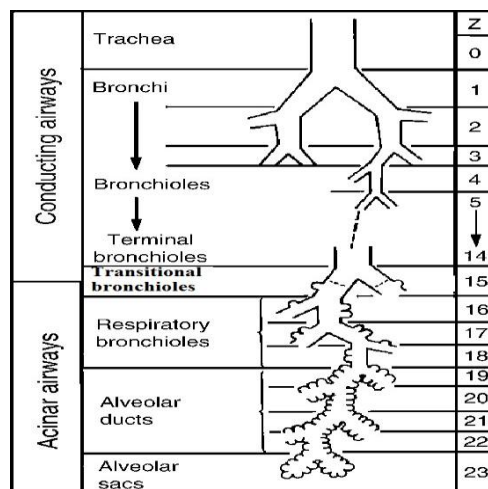 Z
Trachea
0
Bronchi
1
2
3
Bronchioles
4
5
Terminal
bronchioles
14
Transitional
bronchioles
15
Respiratory
bronchioles
16
17
18
Alveolar
ducts
19
20
21
22
Alveolar
sacs
23
Conducting airways
Acinar airways